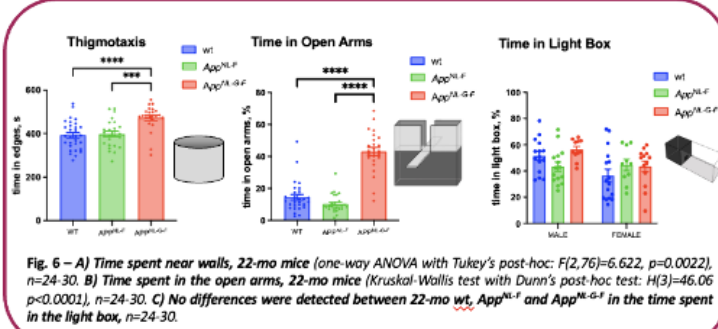 Thigmotaxis
wt
App^NL-F
App^NL-G-F
****
***
time in edges, s
600
400
200
0
WT
APP^NL-F
APP^NL-G-F
Time in Open Arms
wt
App^NL-F
App^NL-G-F
****
****
time in open arms, %
80
60
40
20
0
WT
APP^NL-F
APP^NL-G-F
Time in Light Box
wt
App^NL-F
App^NL-G-F
time in light box, %
100
80
60
40
20
0
MALE
FEMALE
Fig. 6 – A) Time spent near walls, 22-mo mice (one-way ANOVA with Tukey's post-hoc: F(2,76)=6.622, p=0.0022),
n=24-30. B) Time spent in the open arms, 22-mo mice (Kruskal-Wallis test with Dunn's post-hoc test: H(3)=46.06
p<0.0001), n=24-30. C) No differences were detected between 22-mo wt, App^NL-F and App^NL-G-F in the time spent
in the light box, n=24-30.